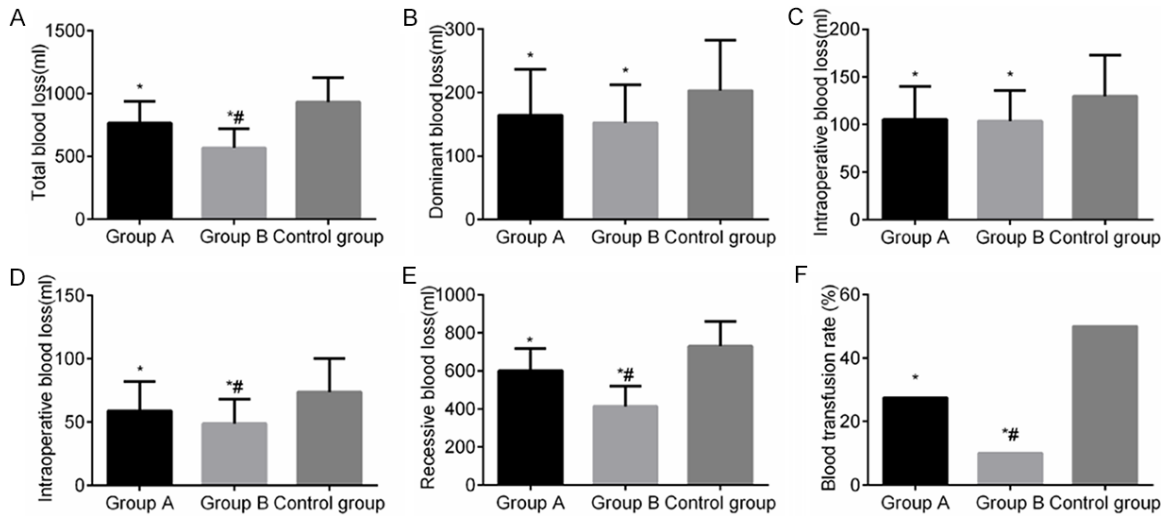 A
Total blood loss(ml)
1500
1000
500
0
*
*#
Group A Group B Control group
B
Dominant blood loss(ml)
300
200
100
0
*
*
Group A Group B Control group
C
Intraoperative blood loss(ml)
200
150
100
50
0
*
*
Group A Group B Control group
D
Intraoperative blood loss(ml)
150
100
50
0
*
*#
Group A Group B Control group
E
Recessive blood loss(ml)
1000
800
600
400
200
0
*
*#
Group A Group B Control group
F
Blood transfusion rate (%)
60
40
20
0
*
*#
Group A Group B Control group